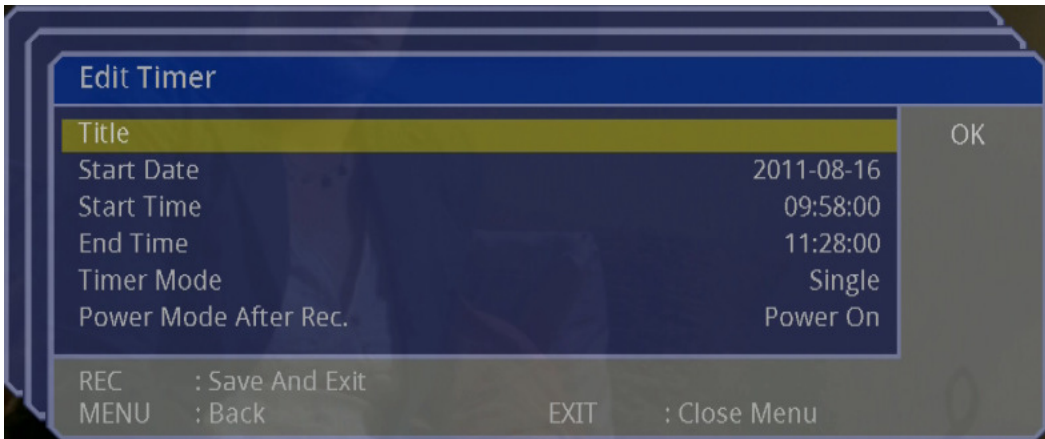 Edit Timer
Title OK
Start Date 2011-08-16
Start Time 09:58:00
End Time 11:28:00
Timer Mode Single
Power Mode After Rec. Power On
REC : Save And Exit
MENU : Back EXIT : Close Menu